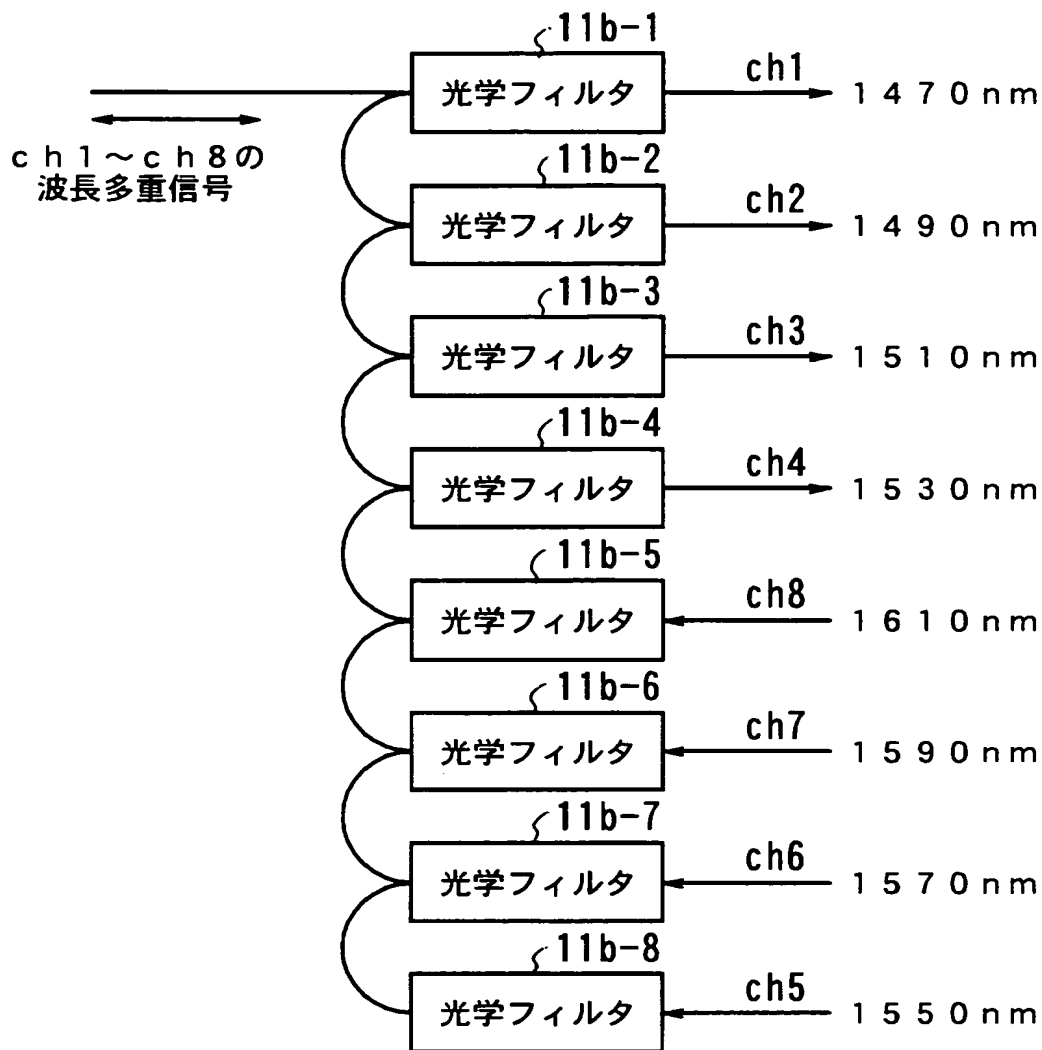 11b-1
光学フィルタ
ch1
1470nm
ch1～ch8の
波長多重信号
11b-2
光学フィルタ
ch2
1490nm
11b-3
光学フィルタ
ch3
1510nm
11b-4
光学フィルタ
ch4
1530nm
11b-5
光学フィルタ
ch8
1610nm
11b-6
光学フィルタ
ch7
1590nm
11b-7
光学フィルタ
ch6
1570nm
11b-8
光学フィルタ
ch5
1550nm